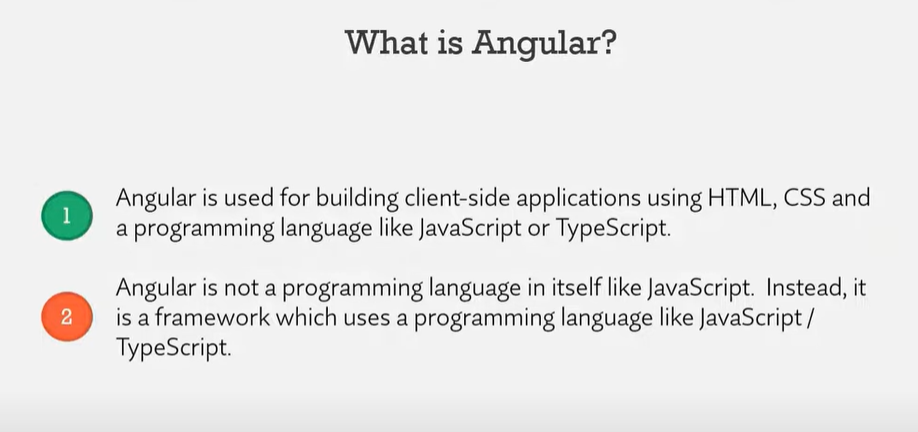 What is Angular?
1
Angular is used for building client-side applications using HTML, CSS and
a programming language like JavaScript or TypeScript.
2
Angular is not a programming language in itself like JavaScript. Instead, it
is a framework which uses a programming language like JavaScript /
TypeScript.